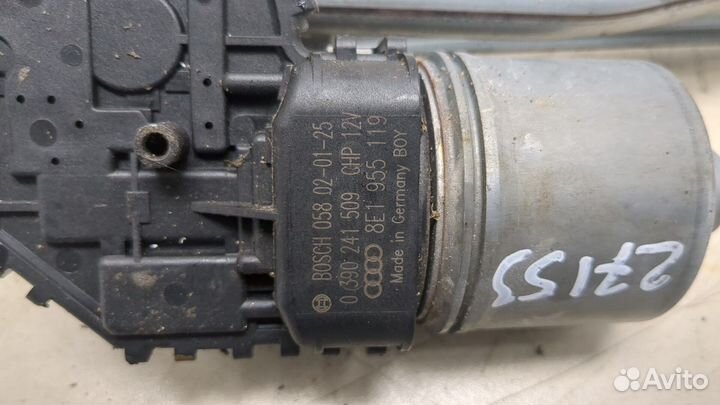 BOSCH 058 02-01-25
0 390 241 509 CHP 12V
8E1 955 119
Made in Germany BOY
27153
Avito